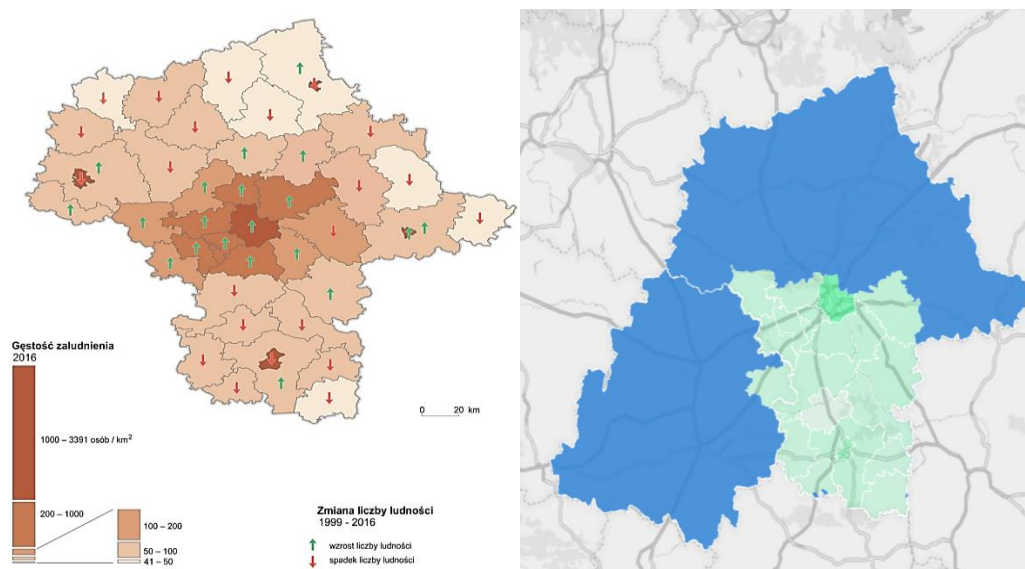 Gęstość zaludnienia
2016
1000 – 3391 osób / km²
200 – 1000
100 – 200
50 – 100
41 – 50
0 20 km
Zmiana liczby ludności
1999 - 2016
wzrost liczby ludności
spadek liczby ludności